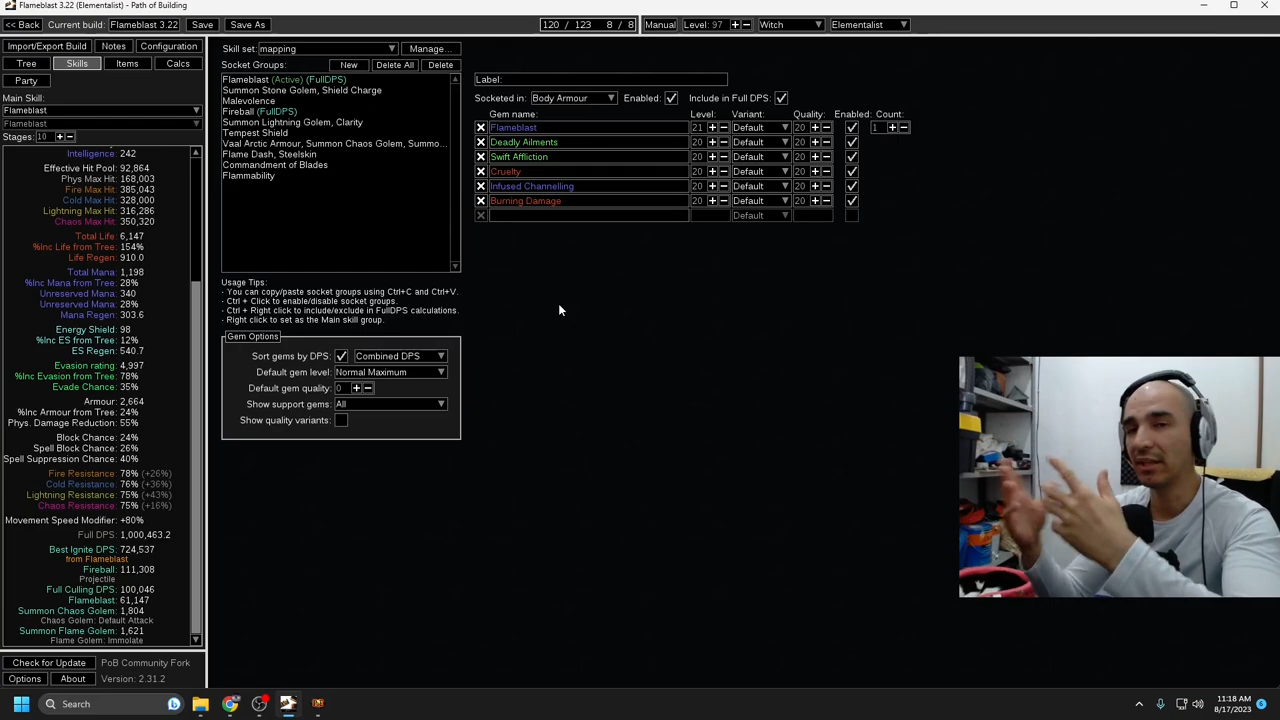 Flameblast 3.22 (Elementalist) - Path of Building
<< Back
Current build:
Flameblast 3.22
Save
Save As
120 / 123 8 / 8
Manual
Level: 97
+
−
Witch
Elementalist
Import/Export Build
Notes
Configuration
Tree
Skills
Items
Calcs
Party
Main Skill:
Flameblast
Flameblast
Stages: 10 + −
Intelligence: 242
Effective Hit Pool: 92,864
Phys Max Hit: 168,003
Fire Max Hit: 385,043
Cold Max Hit: 328,000
Lightning Max Hit: 316,286
Chaos Max Hit: 350,320
Total Life: 6,147
%Inc Life from Tree: 154%
Life Regen: 910.0
Total Mana: 1,198
%Inc Mana from Tree: 28%
Unreserved Mana: 340
Unreserved Mana: 28%
Mana Regen: 303.6
Energy Shield: 98
%Inc ES from Tree: 12%
ES Regen: 540.7
Evasion rating: 4,997
%Inc Evasion from Tree: 78%
Evade Chance: 35%
Armour: 2,664
%Inc Armour from Tree: 24%
Phys. Damage Reduction: 55%
Block Chance: 24%
Spell Block Chance: 26%
Spell Suppression Chance: 40%
Fire Resistance: 78% (+26%)
Cold Resistance: 76% (+36%)
Lightning Resistance: 75% (+43%)
Chaos Resistance: 75% (+16%)
Movement Speed Modifier: +80%
Full DPS: 1,000,463.2
Best Ignite DPS: 724,537
from Flameblast
Fireball: 111,308
Projectile
Full Culling DPS: 100,046
Flameblast: 61,147
Summon Chaos Golem: 1,804
Chaos Golem: Default Attack
Summon Flame Golem: 1,621
Flame Golem: Immolate
Check for Update
PoB Community Fork
Options
About
Version: 2.31.2
Skill set: mapping
Manage...
Socket Groups:
New
Delete All
Delete
Flameblast (Active) (FullDPS)
Summon Stone Golem, Shield Charge
Malevolence
Fireball (FullDPS)
Summon Lightning Golem, Clarity
Tempest Shield
Vaal Arctic Armour, Summon Chaos Golem, Summo...
Flame Dash, Steelskin
Commandment of Blades
Flammability
Usage Tips:
- You can copy/paste socket groups using Ctrl+C and Ctrl+V.
- Ctrl + Click to enable/disable socket groups.
- Ctrl + Right click to include/exclude in FullDPS calculations.
- Right click to set as the Main skill group.
Gem Options
Sort gems by DPS: Combined DPS
Default gem level: Normal Maximum
Default gem quality: 0 + −
Show support gems: All
Show quality variants:
Label:
Socketed in: Body Armour
Enabled:
Include in Full DPS:
Gem name: Level: Variant: Quality: Enabled: Count:
Flameblast 21 + − Default 20 + − 1 + −
Deadly Ailments 20 + − Default 20 + −
Swift Affliction 20 + − Default 20 + −
Cruelty 20 + − Default 20 + −
Infused Channelling 20 + − Default 20 + −
Burning Damage 20 + − Default 20 + −
+ − Default + −
Search
11:18 AM
8/17/2023